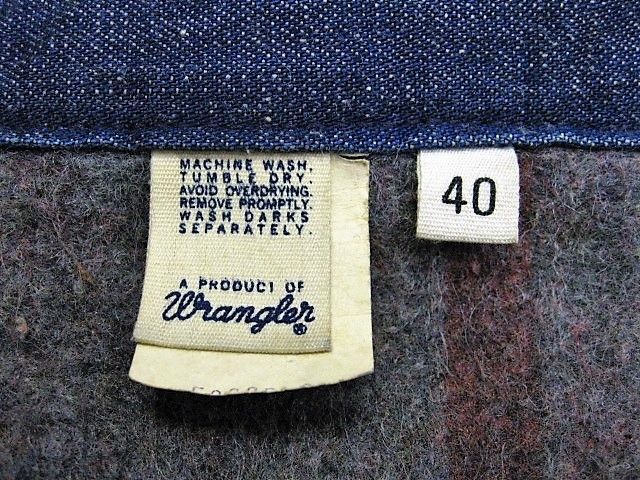 MACHINE WASH.
TUMBLE DRY.
AVOID OVERDRYING.
REMOVE PROMPTLY.
WASH DARKS
SEPARATELY.
A PRODUCT OF
Wrangler®
40